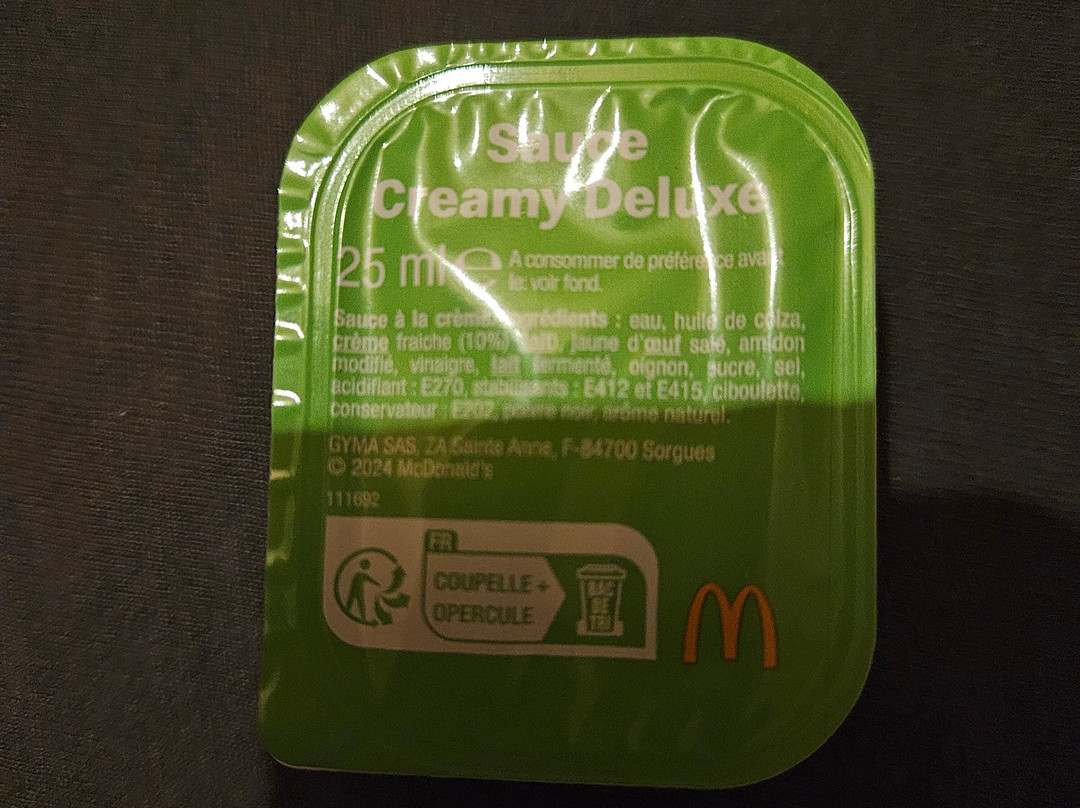 Sauce
Creamy Deluxe
25 ml e A consommer de préférence avant
le: voir fond.
Sauce à la crème. Ingrédients : eau, huile de colza,
crème fraîche (10%) (lait), jaune d'œuf salé, amidon
modifié, vinaigre, lait fermenté, oignon, sucre, sel,
acidifiant : E270, stabilisants : E412 et E415, ciboulette,
conservateur : E202, poivre noir, arôme naturel.
GYMA SAS, ZA Sainte Anne, F-84700 Sorgues
© 2024 McDonald's
111692
FR
COUPELLE +
OPERCULE
BAC
DE
TRI